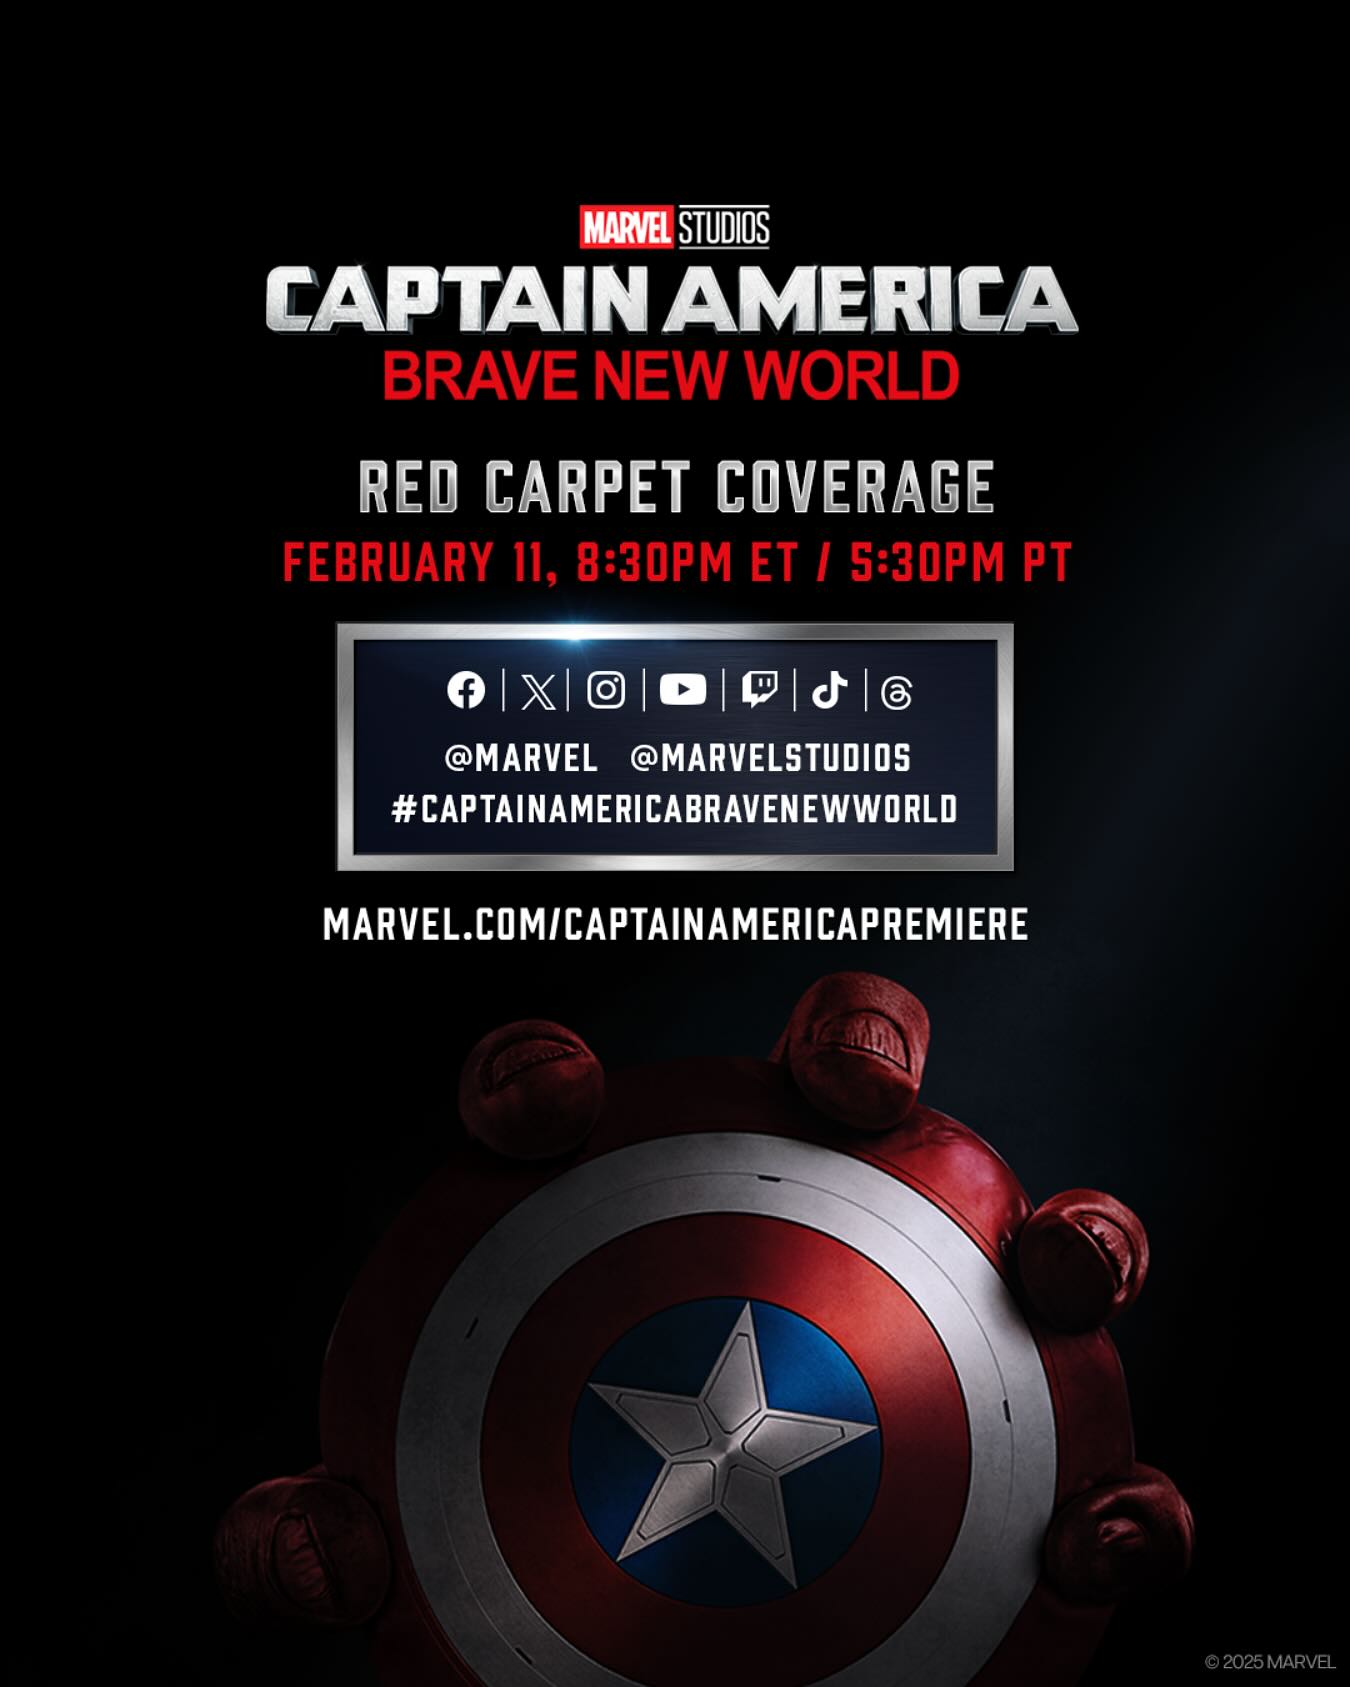 MARVEL STUDIOS
CAPTAIN AMERICA
BRAVE NEW WORLD
RED CARPET COVERAGE
FEBRUARY 11, 8:30PM ET / 5:30PM PT
@MARVEL @MARVELSTUDIOS
#CAPTAINAMERICABRAVENEWWORLD
MARVEL.COM/CAPTAINAMERICAPREMIERE
© 2025 MARVEL